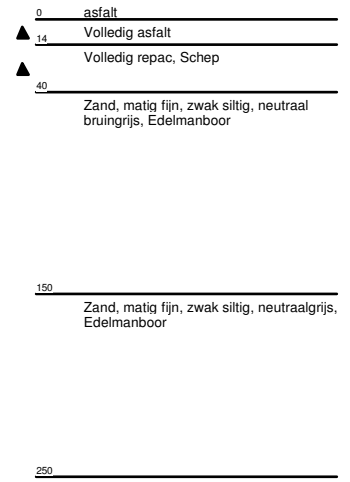 0 asfalt
14 Volledig asfalt
Volledig repac, Schep
40
Zand, matig fijn, zwak siltig, neutraal
bruingrijs, Edelmanboor
150
Zand, matig fijn, zwak siltig, neutraalgrijs,
Edelmanboor
250